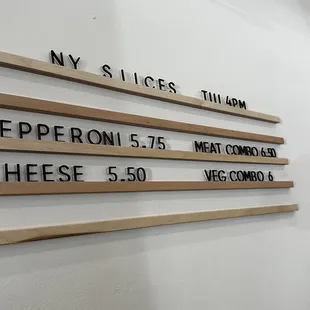 NY SLICES TILL 4PM
EPPERONI 5.75 MEAT COMBO 6.50
HEESE 5.50 VEG COMBO 6